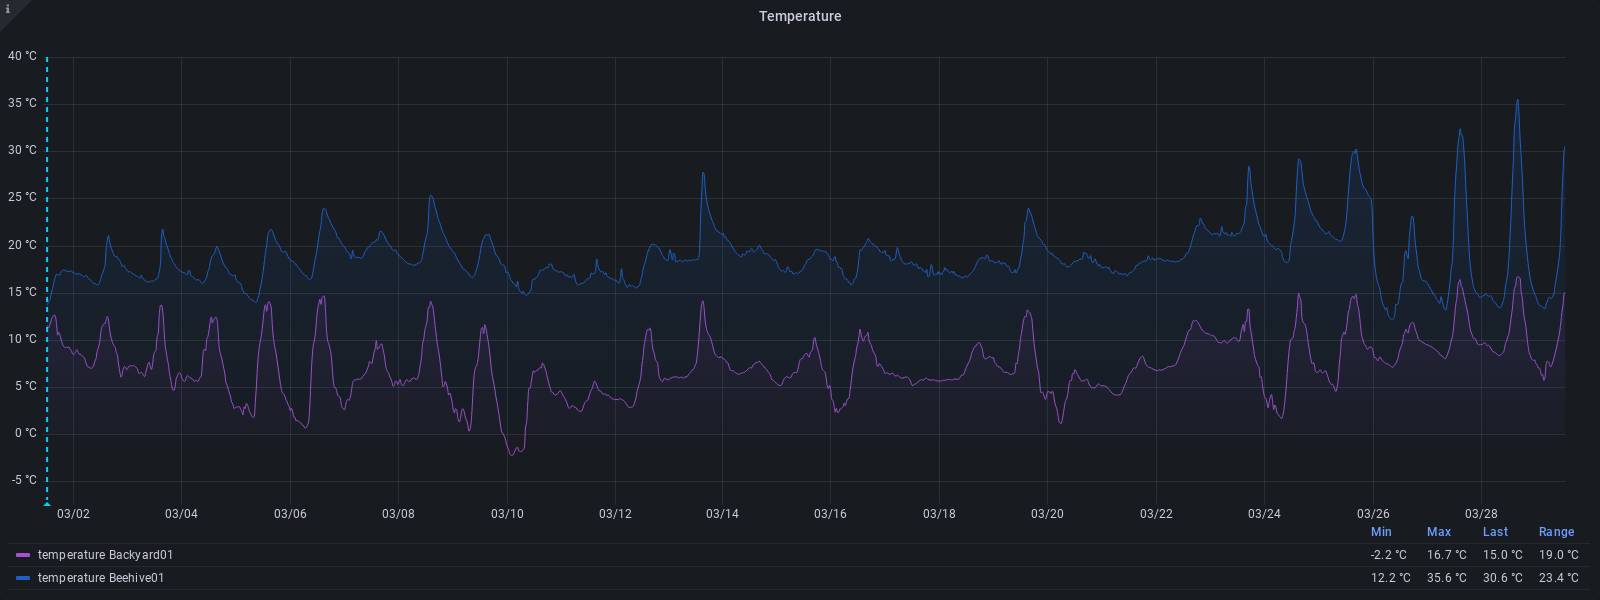 i
Temperature
40 °C
35 °C
30 °C
25 °C
20 °C
15 °C
10 °C
5 °C
0 °C
-5 °C
03/02 03/04 03/06 03/08 03/10 03/12 03/14 03/16 03/18 03/20 03/22 03/24 03/26 03/28
Min Max Last Range
temperature Backyard01 -2.2 °C 16.7 °C 15.0 °C 19.0 °C
temperature Beehive01 12.2 °C 35.6 °C 30.6 °C 23.4 °C